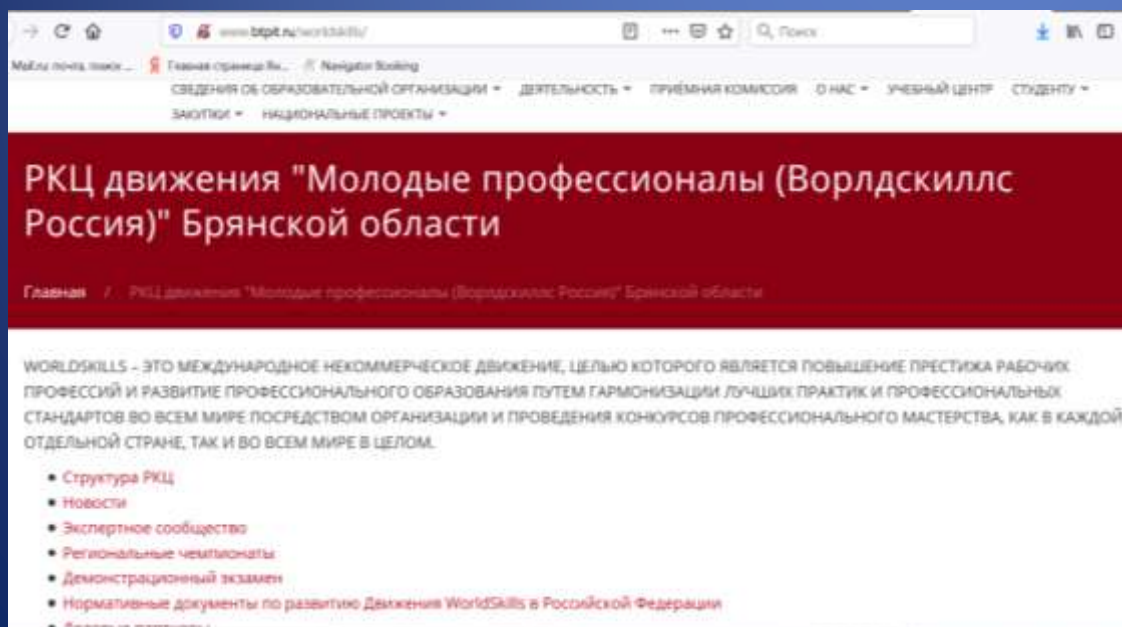 www.btpit.ru/worldskills/
Поиск
Mail.ru: почта, поиск ...
Главная страница Ян...
Navigator Booking
СВЕДЕНИЯ ОБ ОБРАЗОВАТЕЛЬНОЙ ОРГАНИЗАЦИИ ДЕЯТЕЛЬНОСТЬ ПРИЁМНАЯ КОМИССИЯ О НАС УЧЕБНЫЙ ЦЕНТР СТУДЕНТУ
ЗАКУПКИ НАЦИОНАЛЬНЫЕ ПРОЕКТЫ
РКЦ движения "Молодые профессионалы (Ворлдскиллс
Россия)" Брянской области
Главная / РКЦ движения "Молодые профессионалы (Ворлдскиллс Россия)" Брянской области
WORLDSKILLS – ЭТО МЕЖДУНАРОДНОЕ НЕКОММЕРЧЕСКОЕ ДВИЖЕНИЕ, ЦЕЛЬЮ КОТОРОГО ЯВЛЯЕТСЯ ПОВЫШЕНИЕ ПРЕСТИЖА РАБОЧИХ
ПРОФЕССИЙ И РАЗВИТИЕ ПРОФЕССИОНАЛЬНОГО ОБРАЗОВАНИЯ ПУТЕМ ГАРМОНИЗАЦИИ ЛУЧШИХ ПРАКТИК И ПРОФЕССИОНАЛЬНЫХ
СТАНДАРТОВ ВО ВСЕМ МИРЕ ПОСРЕДСТВОМ ОРГАНИЗАЦИИ И ПРОВЕДЕНИЯ КОНКУРСОВ ПРОФЕССИОНАЛЬНОГО МАСТЕРСТВА, КАК В КАЖДОЙ
ОТДЕЛЬНОЙ СТРАНЕ, ТАК И ВО ВСЕМ МИРЕ В ЦЕЛОМ.
• Структура РКЦ
• Новости
• Экспертное сообщество
• Региональные чемпионаты
• Демонстрационный экзамен
• Нормативные документы по развитию Движения WorldSkills в Российской Федерации